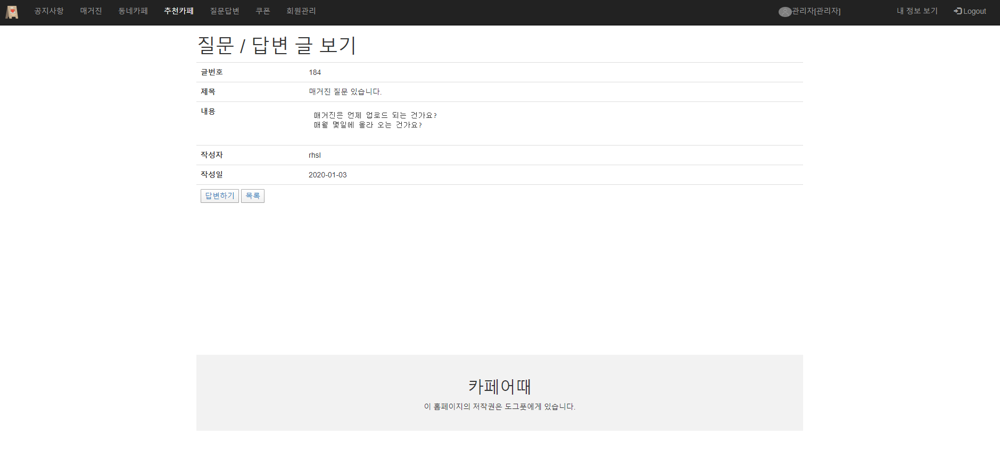 공지사항 매거진 동네카페 추천카페 질문답변 쿠폰 회원관리 관리자[관리자] 내 정보 보기 Logout
질문 / 답변 글 보기
글번호 184
제목 매거진 질문 있습니다.
내용 매거진은 언제 업로드 되는 건가요?
매월 몇일에 올라 오는 건가요?
작성자 rhsl
작성일 2020-01-03
답변하기 목록
카페어때
이 홈페이지의 저작권은 도그풋에게 있습니다.